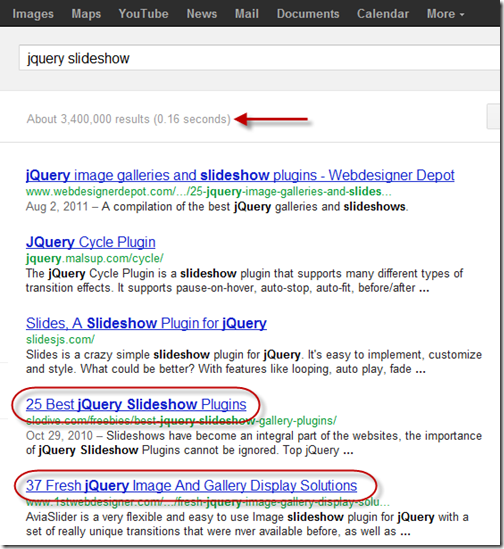 Images Maps YouTube News Mail Documents Calendar More
jquery slideshow
About 3,400,000 results (0.16 seconds)
jQuery image galleries and slideshow plugins - Webdesigner Depot
www.webdesignerdepot.com/.../25-jquery-image-galleries-and-slides...
Aug 2, 2011 – A compilation of the best jQuery galleries and slideshows.
JQuery Cycle Plugin
jquery.malsup.com/cycle/
The jQuery Cycle Plugin is a slideshow plugin that supports many different types of
transition effects. It supports pause-on-hover, auto-stop, auto-fit, before/after ...
Slides, A Slideshow Plugin for jQuery
slidesjs.com/
Slides is a crazy simple slideshow plugin for jQuery. It's easy to implement, customize
and style. What could be better? With features like looping, auto play, fade ...
25 Best jQuery Slideshow Plugins
slodive.com/freebies/best-jquery-slideshow-gallery-plugins/
Oct 29, 2010 – Slideshows have become an integral part of the websites, the importance
of jQuery Slideshow Plugins cannot be ignored. Top jQuery ...
37 Fresh jQuery Image And Gallery Display Solutions
www.1stwebdesigner.com/.../fresh-jquery-image-gallery-display-solu...
AviaSlider is a very flexible and easy to use Image slideshow plugin for jQuery with a
set of really unique transitions that were never available before, as well as ...